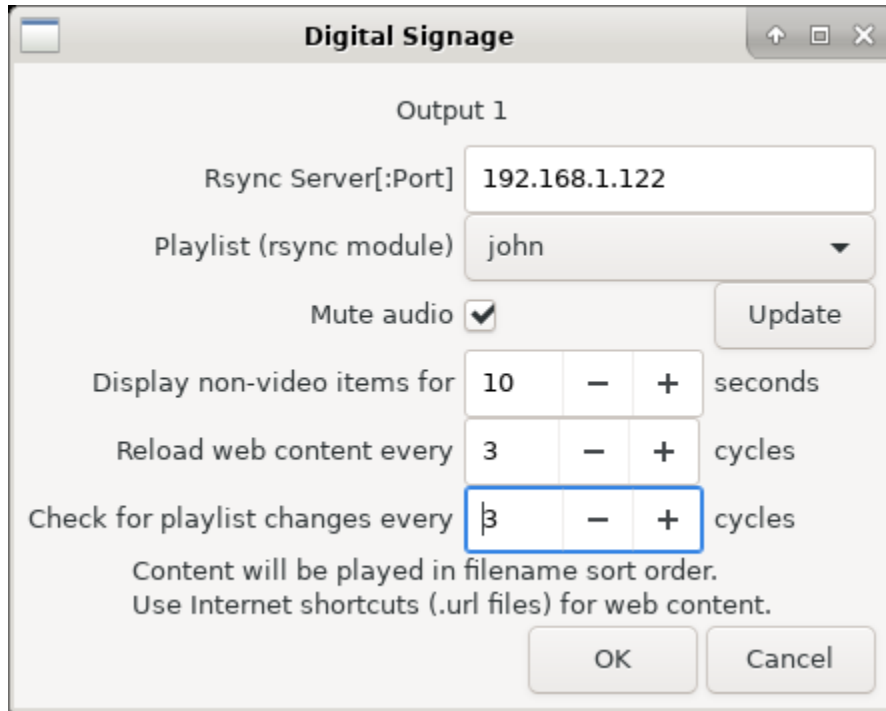 Digital Signage
Output 1
Rsync Server[:Port] 192.168.1.122
Playlist (rsync module) john
Mute audio Update
Display non-video items for 10 − + seconds
Reload web content every 3 − + cycles
Check for playlist changes every 3 − + cycles
Content will be played in filename sort order.
Use Internet shortcuts (.url files) for web content.
OK Cancel